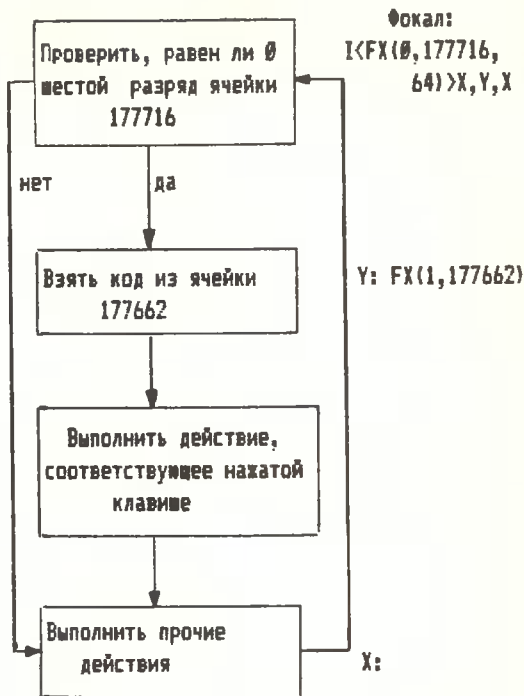 Фокал:
I<FX(0,177716,
64)>X,Y,X
Проверить, равен ли 0
шестой разряд ячейки
177716
нет
да
Взять код из ячейки
177662
Y: FX(1,177662)
Выполнить действие,
соответствующее нажатой
клавише
Выполнить прочие
действия
X: